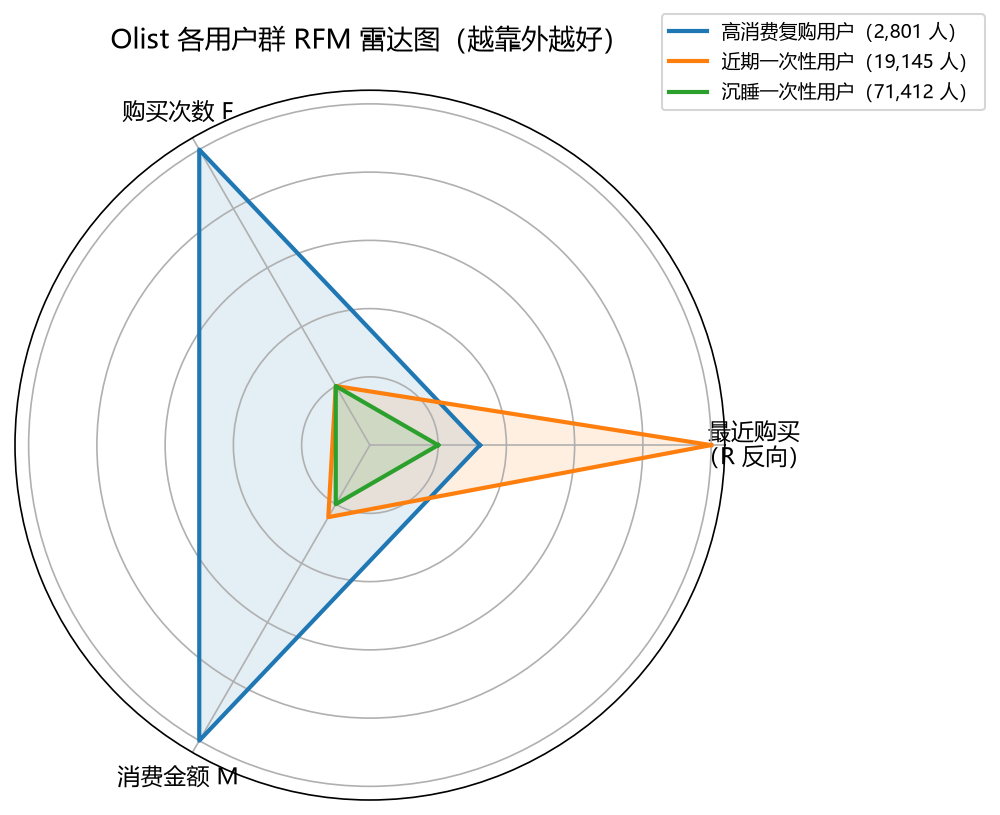 Olist 各用户群 RFM 雷达图（越靠外越好）
高消费复购用户（2,801 人）
近期一次性用户（19,145 人）
沉睡一次性用户（71,412 人）
购买次数 F
最近购买
（R 反向）
消费金额 M